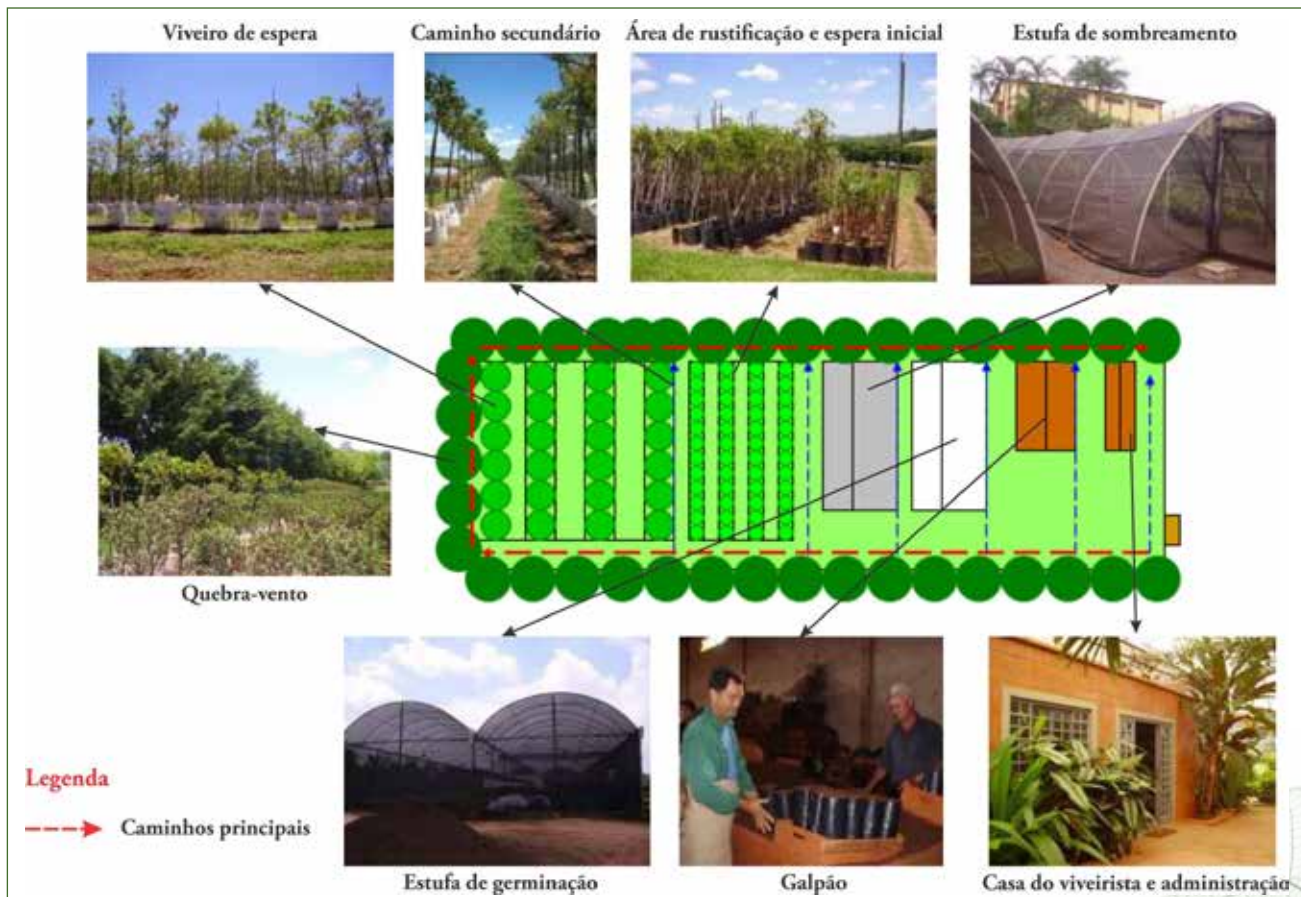 Viveiro de espera
Caminho secundário
Área de rustificação e espera inicial
Estufa de sombreamento
Quebra-vento
Legenda
Caminhos principais
Estufa de germinação
Galpão
Casa do viveirista e administração